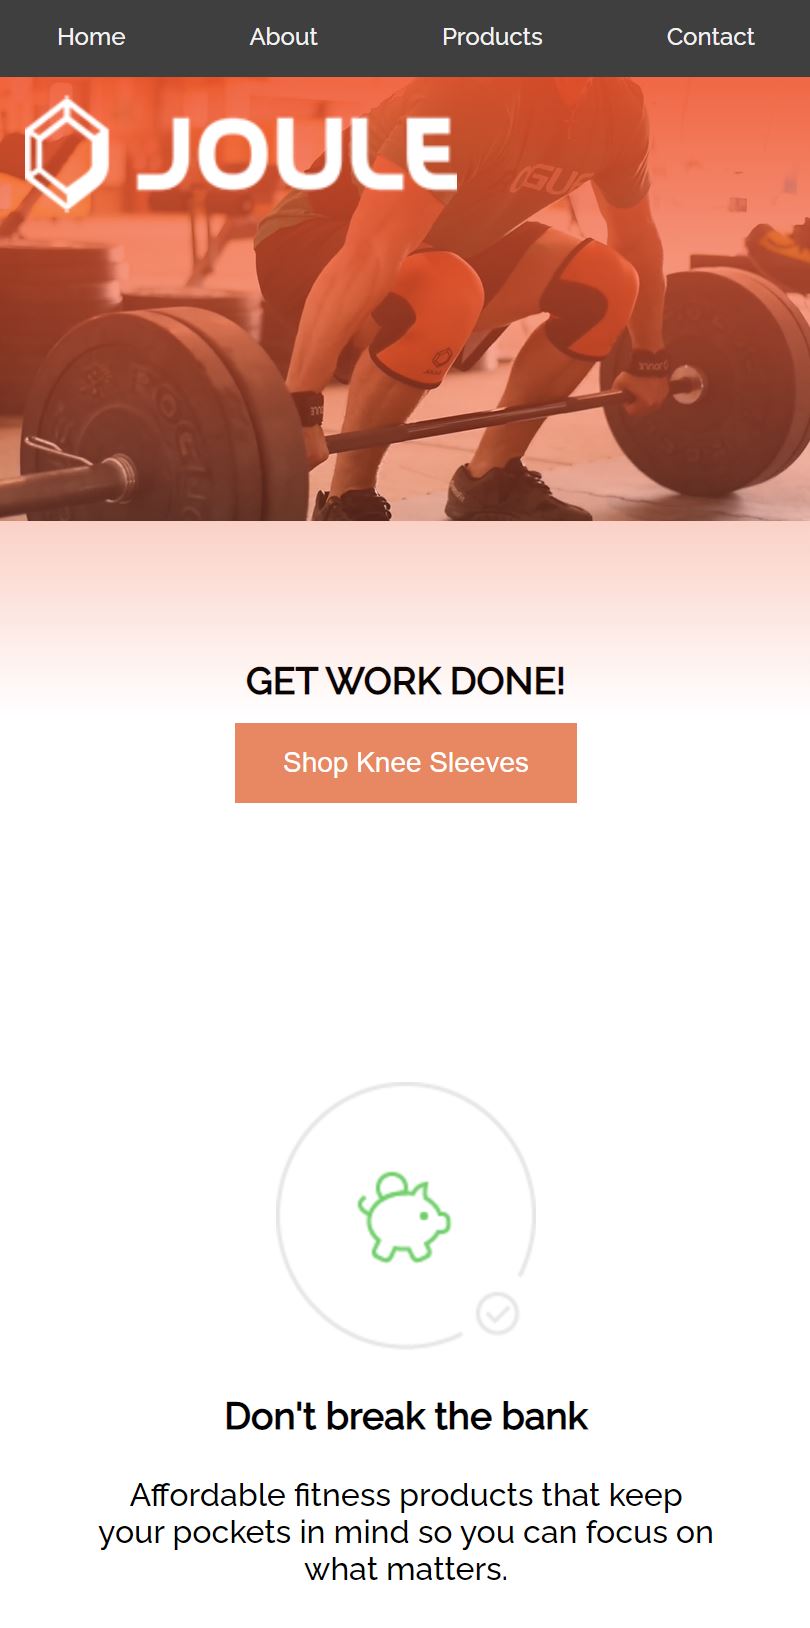 Home About Products Contact
JOULE
GET WORK DONE!
Shop Knee Sleeves
Don't break the bank
Affordable fitness products that keep
your pockets in mind so you can focus on
what matters.